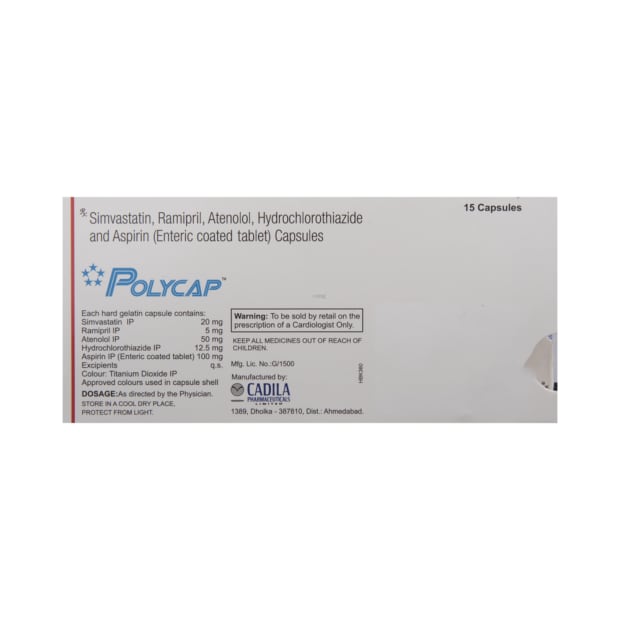 15 Capsules
℞ Simvastatin, Ramipril, Atenolol, Hydrochlorothiazide
and Aspirin (Enteric coated tablet) Capsules
POLYCAP™
Each hard gelatin capsule contains:
Simvastatin IP 20 mg
Ramipril IP 5 mg
Atenolol IP 50 mg
Hydrochlorothiazide IP 12.5 mg
Aspirin IP (Enteric coated tablet) 100 mg
Excipients q.s.
Colour: Titanium Dioxide IP
Approved colours used in capsule shell
DOSAGE:As directed by the Physician.
STORE IN A COOL DRY PLACE,
PROTECT FROM LIGHT.
Warning: To be sold by retail on the
prescription of a Cardiologist Only.
KEEP ALL MEDICINES OUT OF REACH OF
CHILDREN.
Mfg. Lic. No.:G/1500
Manufactured by:
CADILA
PHARMACEUTICALS
LIMITED
1389, Dholka - 387810, Dist.: Ahmedabad.